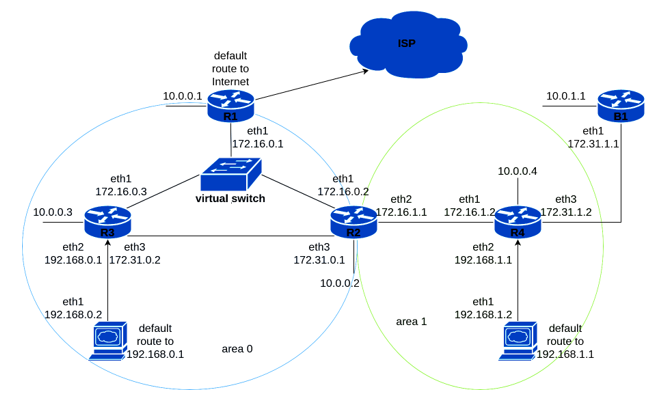 ISP
default
route to
Internet
10.0.0.1
R1
10.0.1.1
B1
eth1
172.16.0.1
eth1
172.31.1.1
eth1
172.16.0.3
virtual switch
eth1
172.16.0.2
10.0.0.4
10.0.0.3
R3
eth2
172.16.1.1
R2
eth1
172.16.1.2
R4
eth3
172.31.1.2
eth2
192.168.0.1
eth3
172.31.0.2
eth3
172.31.0.1
10.0.0.2
eth2
192.168.1.1
eth1
192.168.0.2
default
route to
192.168.0.1
area 0
area 1
eth1
192.168.1.2
default
route to
192.168.1.1